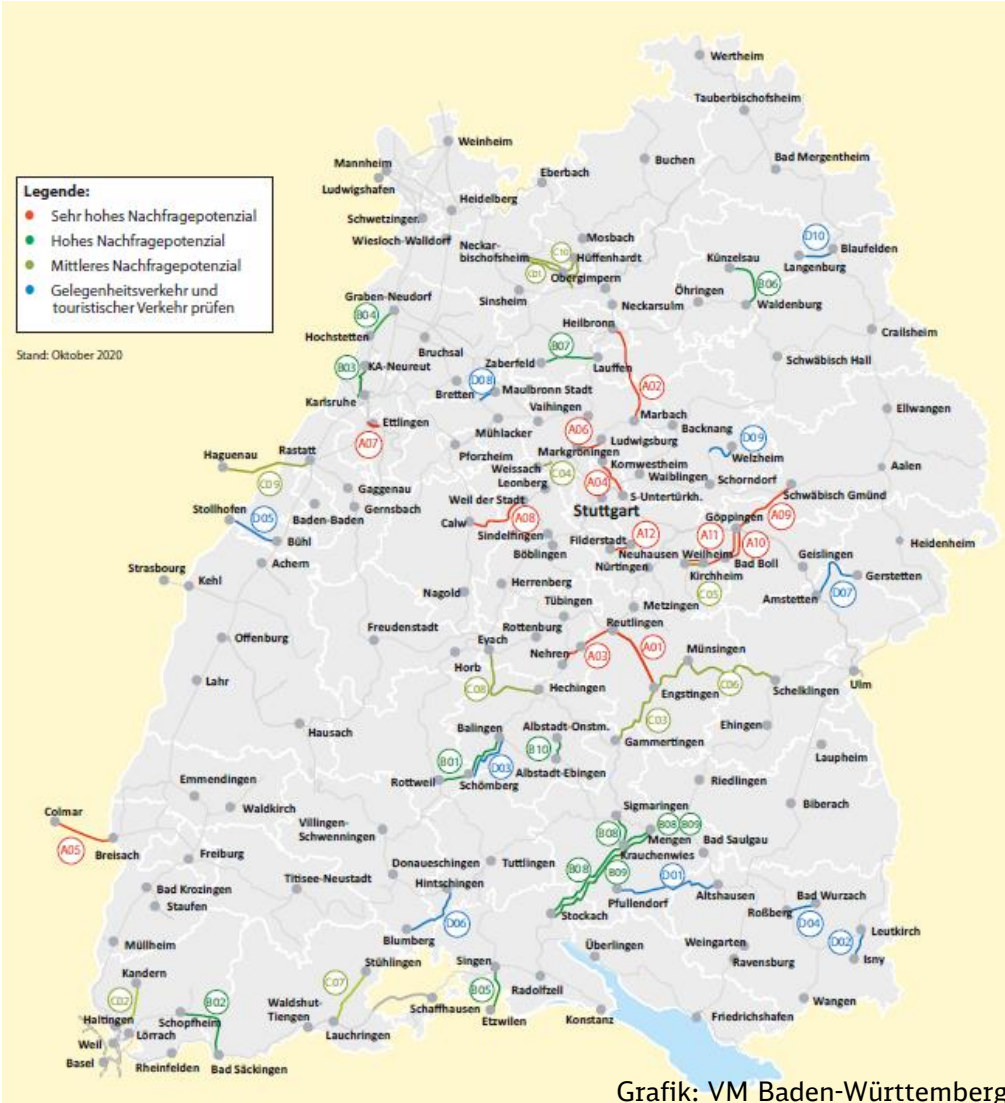 Wertheim
Tauberbischofsheim
Weinheim
Buchen
Bad Mergentheim
Mannheim
Ludwigshafen
Eberbach
Legende:
Sehr hohes Nachfragepotenzial
Hohes Nachfragepotenzial
Mittleres Nachfragepotenzial
Gelegenheitsverkehr und
touristischer Verkehr prüfen
Stand: Oktober 2020
Heidelberg
Schwetzinger.
Wiesloch-Walldorf
Neckar-
bischofsheim
C10
C01
Mosbach
Hüffenhardt
Obergimpern
D10
Blaufelden
Langenburg
Künzelsau
B06
Öhringen
Waldenburg
Sinsheim
Neckarsulm
Graben-Neudorf
B04
Hochstetten
Heilbronn
Crailsheim
Bruchsal
Zaberfeld
B07
Lauffen
Schwäbisch Hall
B03
KA-Neureut
D08
Bretten
Maulbronn Stadt
A02
Karlsruhe
Vaihingen
Marbach
Ellwangen
Ettlingen
A07
Mühlacker
A06
Backnang
Ludwigsburg
D09
Welzheim
Pforzheim
Markgröningen
Kornwestheim
Haguenau
Rastatt
C09
Weissach
C04
Leonberg
Waiblingen
Schorndorf
Aalen
Gaggenau
Gernsbach
Weil der Stadt
A04
S-Untertürkh.
Schwäbisch Gmünd
Stollhofen
D05
Baden-Baden
Calw
A08
Stuttgart
Göppingen
A09
Bühl
Sindelfingen
Böblingen
Filderstadt
A12
A11
A10
Neuhausen
Weilheim
Bad Boll
Geislingen
Heidenheim
Achern
Nürtingen
Kirchheim
C05
Gerstetten
Strasbourg
Kehl
Herrenberg
Nagold
Amstetten
D07
Tübingen
Metzingen
Offenburg
Freudenstadt
Rottenburg
Reutlingen
Eyach
Nehren
A03
A01
Münsingen
Horb
C08
Hechingen
Engstingen
C06
Schelklingen
Ulm
Lahr
C03
Ehingen
Hausach
Balingen
Albstadt-Onstm.
Gammertingen
B10
Laupheim
B01
D03
Albstadt-Ebingen
Rottweil
Schömberg
Emmendingen
Riedlingen
Waldkirch
Biberach
Colmar
Villingen-
Schwenningen
Sigmaringen
B08
B08
B09
Mengen
A05
Breisach
Krauchenwies
Bad Saulgau
Freiburg
Donaueschingen
Tuttlingen
B08
B09
D01
Titisee-Neustadt
Hintschingen
Pfullendorf
Altshausen
Bad Wurzach
Bad Krozingen
Staufen
D06
Stockach
Roßberg
D04
Leutkirch
Blumberg
D02
Müllheim
Überlingen
Weingarten
Ravensburg
Isny
Stühlingen
Singen
Kandern
C07
Radolfzell
C02
B02
Waldshut-
Tiengen
B05
Wangen
Haltingen
Schopfheim
Schaffhausen
Etzwilen
Konstanz
Friedrichshafen
Lörrach
Lauchringen
Weil
Basel
Rheinfelden
Bad Säckingen
Grafik: VM Baden-Württemberg